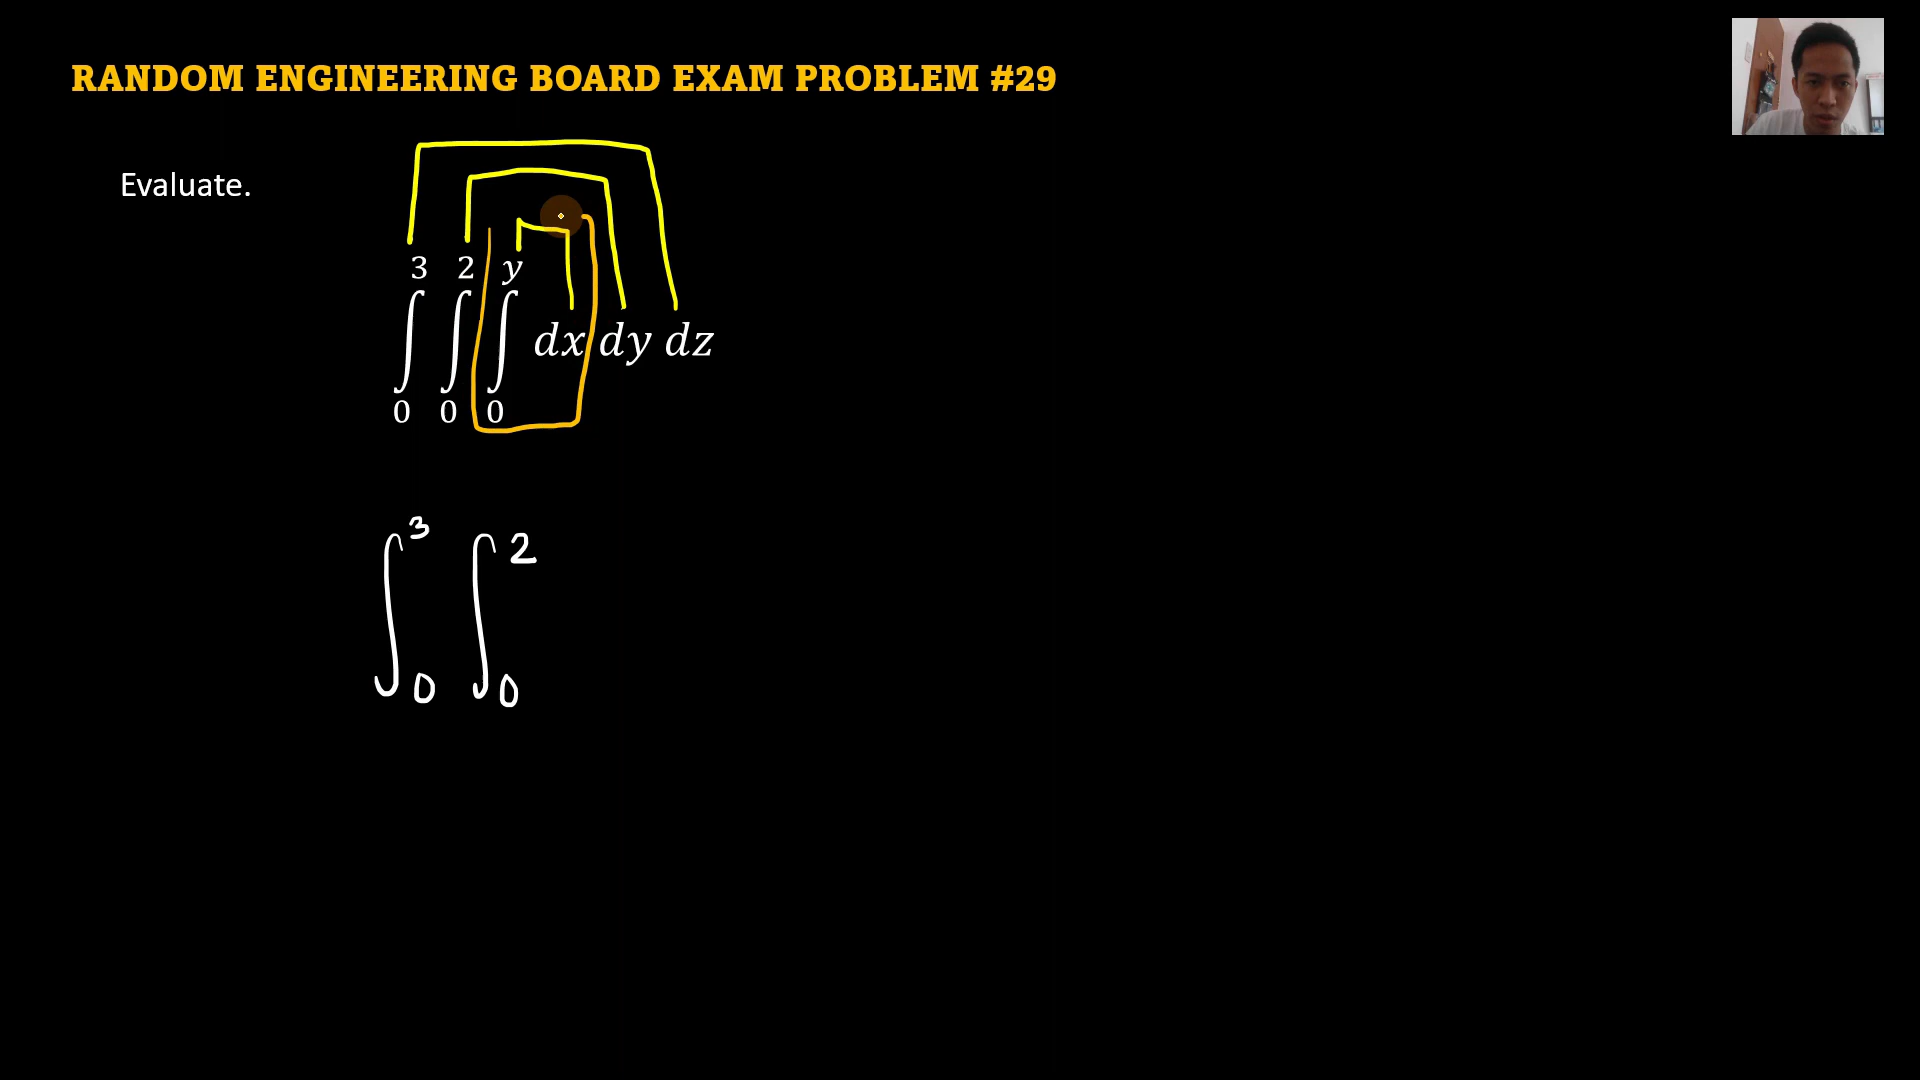 RANDOM ENGINEERING BOARD EXAM PROBLEM #29
Evaluate.
3 2 y
∫ ∫ ∫ dx dy dz
0 0 0
3 2
∫ ∫
0 0